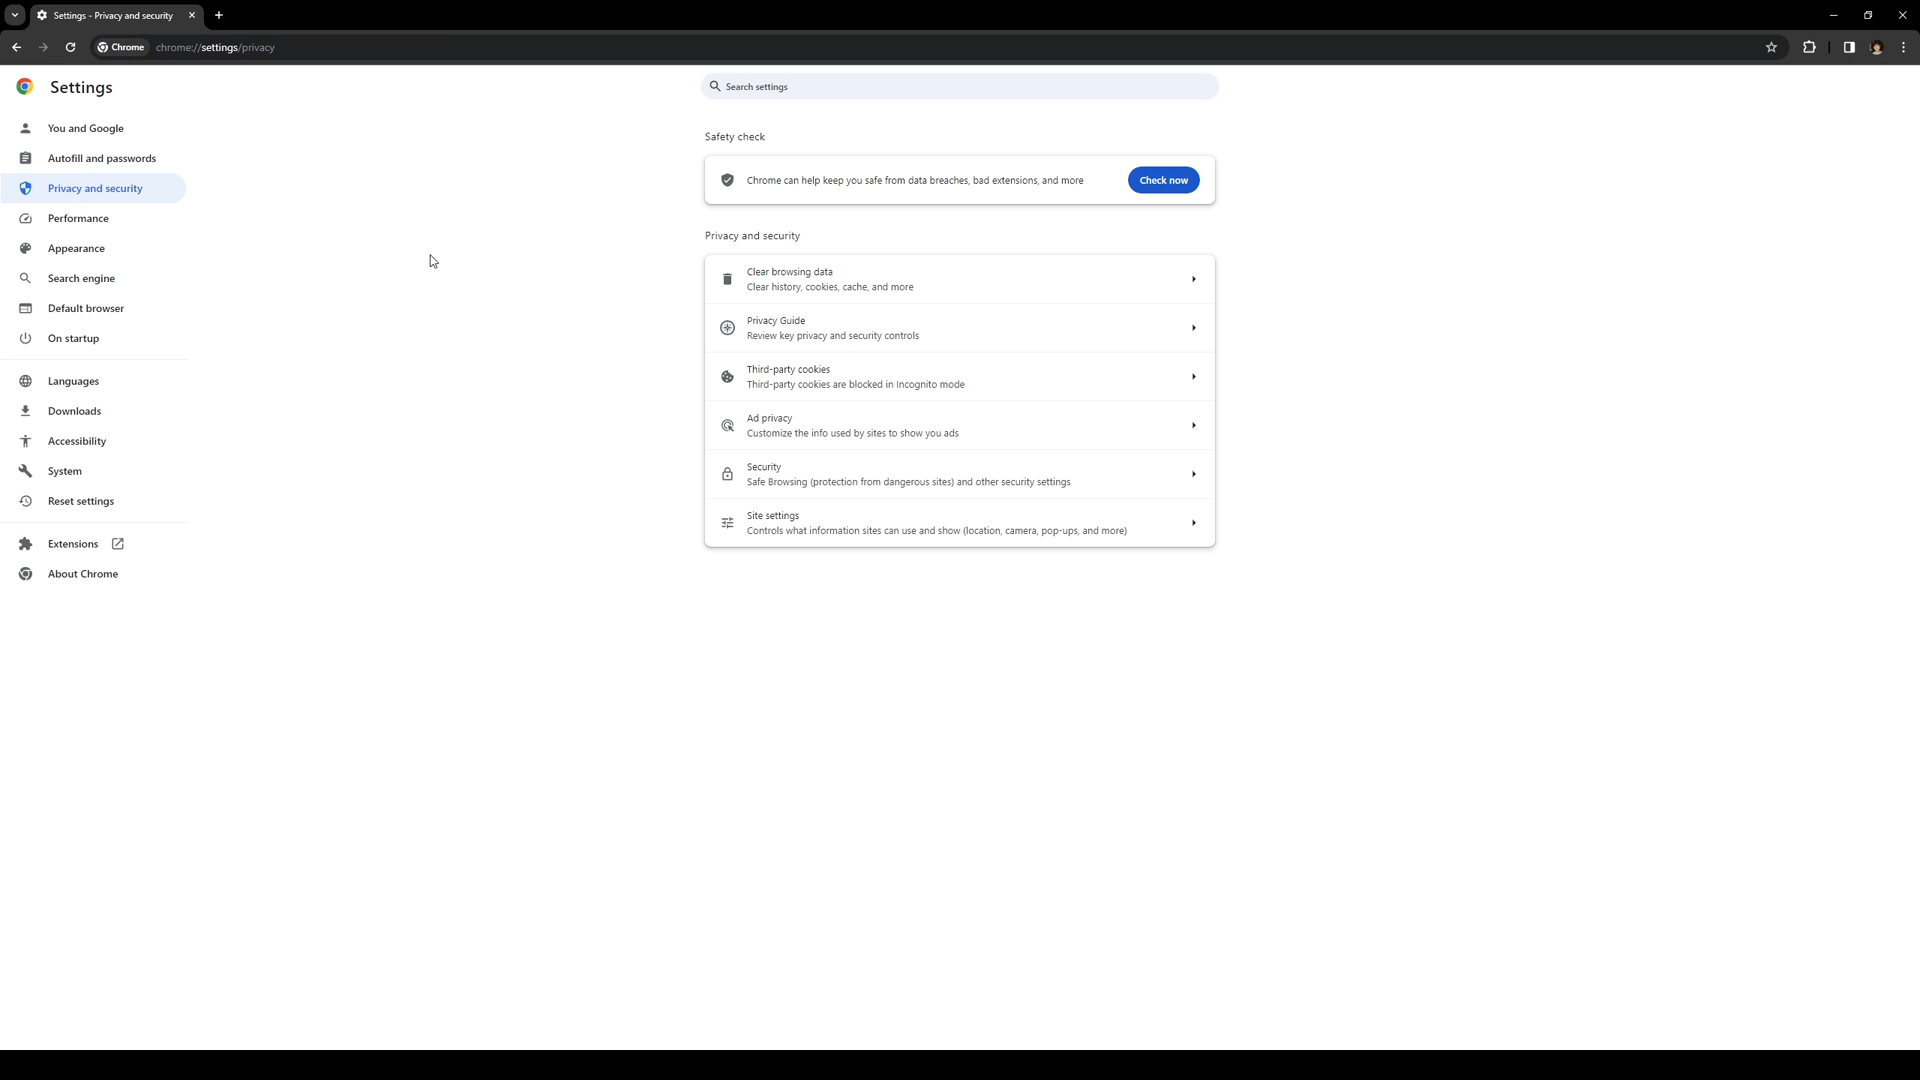 Settings - Privacy and security
Chrome chrome://settings/privacy
Settings
Search settings
You and Google
Autofill and passwords
Privacy and security
Performance
Appearance
Search engine
Default browser
On startup
Languages
Downloads
Accessibility
System
Reset settings
Extensions
About Chrome
Safety check
Chrome can help keep you safe from data breaches, bad extensions, and more
Check now
Privacy and security
Clear browsing data
Clear history, cookies, cache, and more
Privacy Guide
Review key privacy and security controls
Third-party cookies
Third-party cookies are blocked in Incognito mode
Ad privacy
Customize the info used by sites to show you ads
Security
Safe Browsing (protection from dangerous sites) and other security settings
Site settings
Controls what information sites can use and show (location, camera, pop-ups, and more)